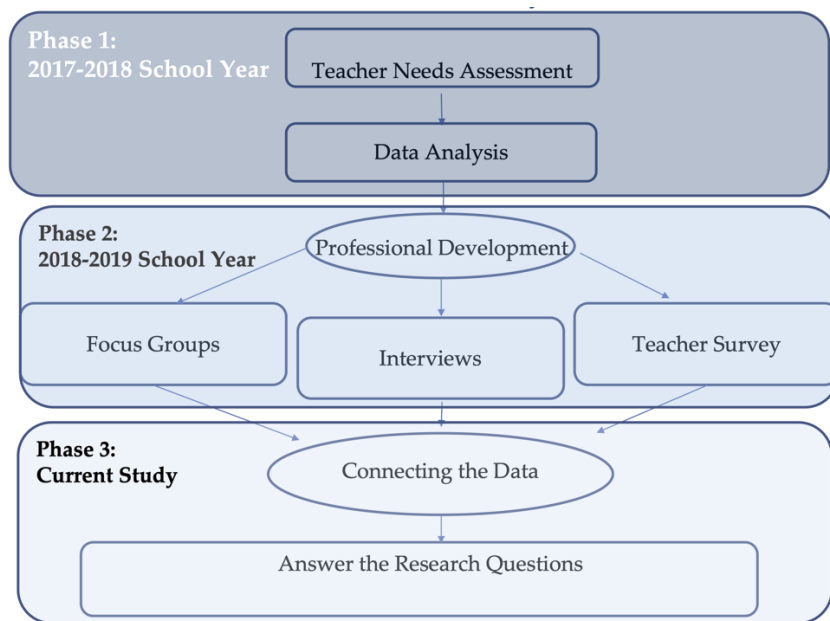 Phase 1:
2017-2018 School Year
Teacher Needs Assessment
Data Analysis
Phase 2:
2018-2019 School Year
Professional Development
Focus Groups
Interviews
Teacher Survey
Phase 3:
Current Study
Connecting the Data
Answer the Research Questions